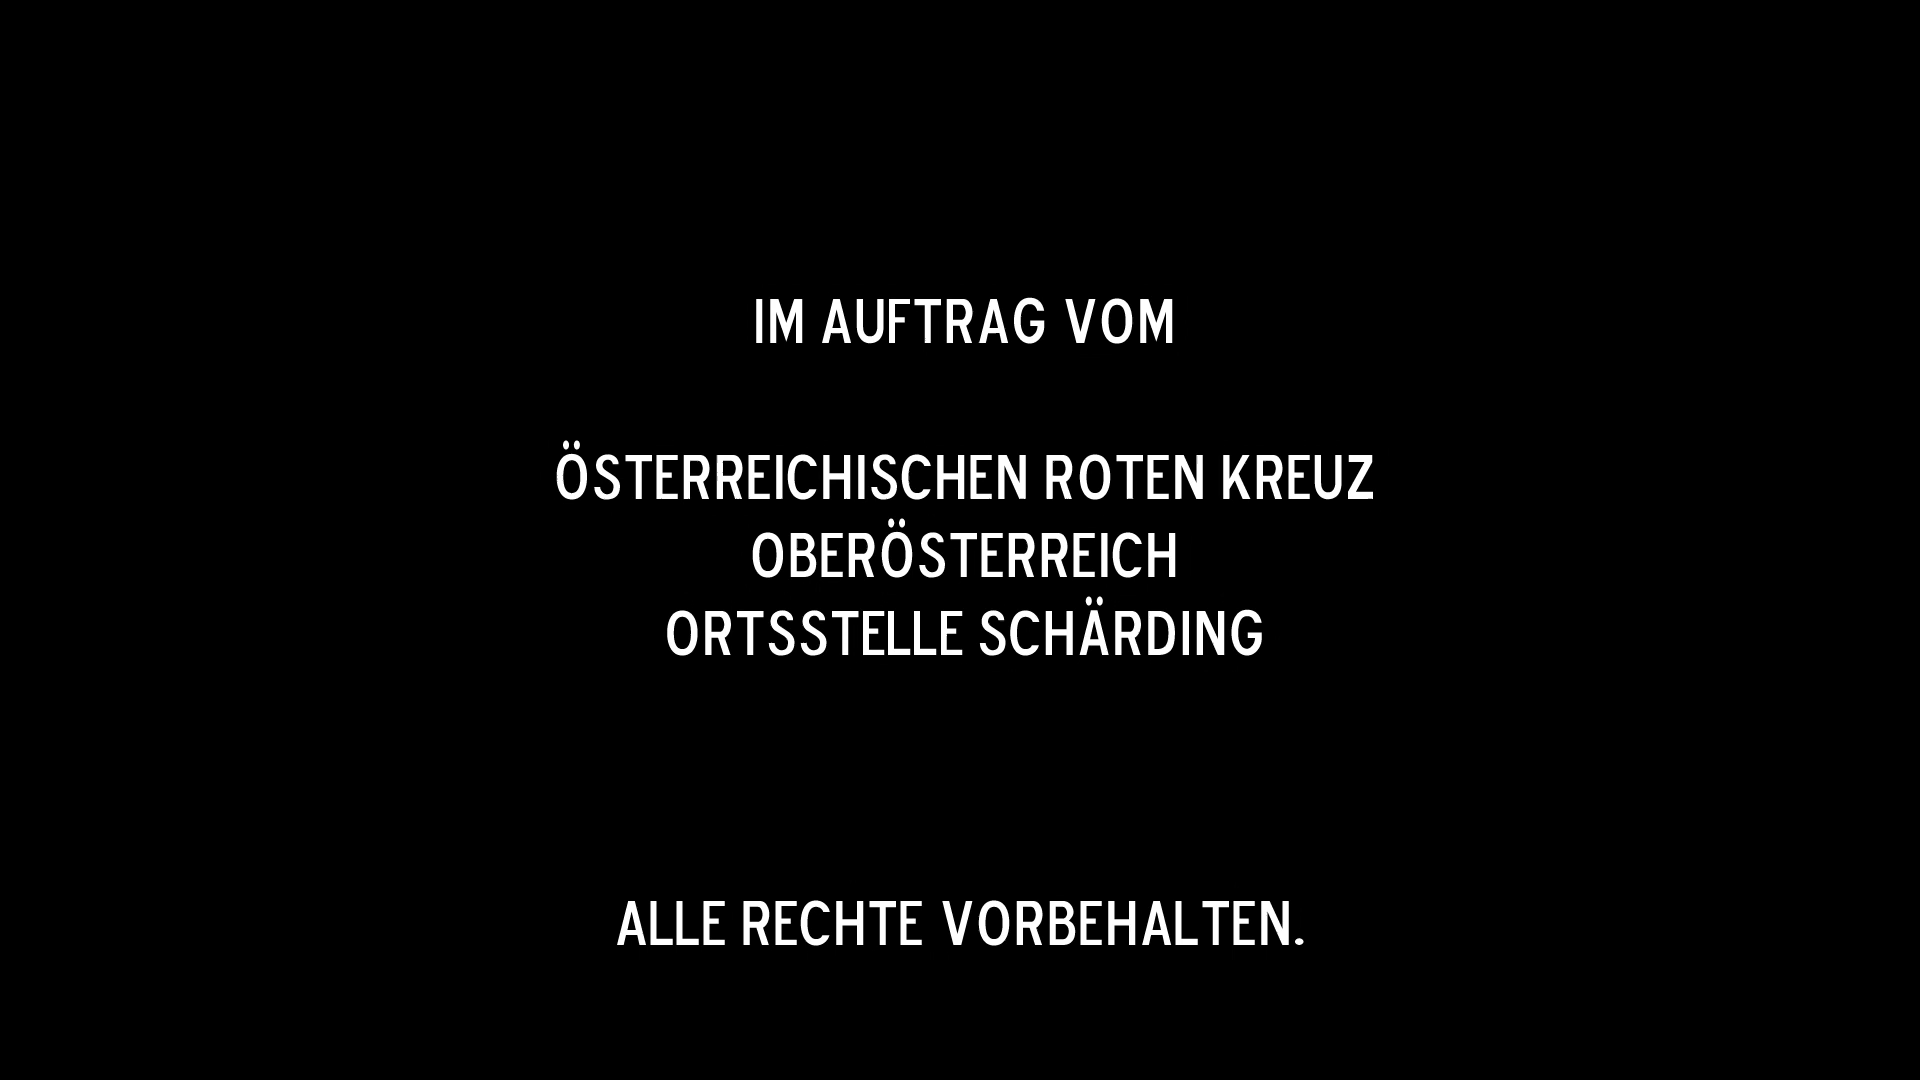 IM AUFTRAG VOM
ÖSTERREICHISCHEN ROTEN KREUZ
OBERÖSTERREICH
ORTSSTELLE SCHÄRDING
ALLE RECHTE VORBEHALTEN.